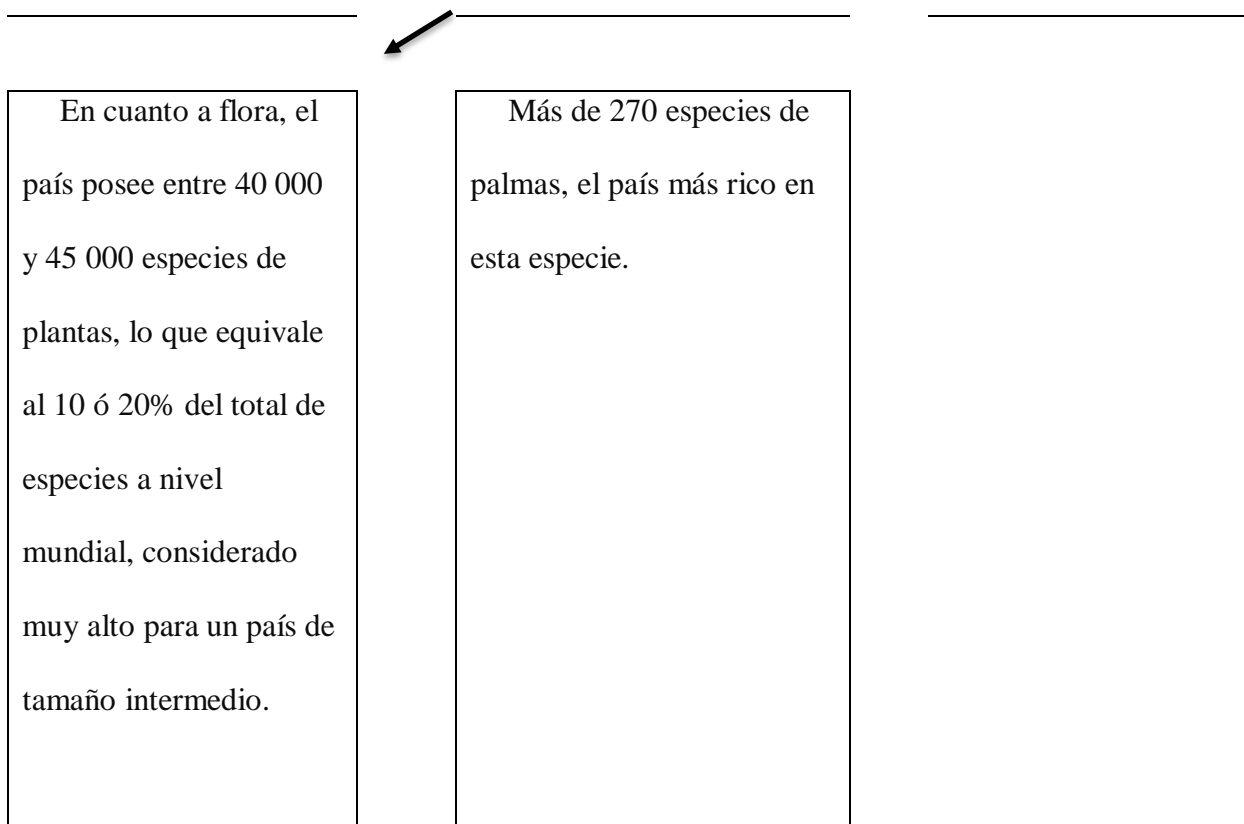 En cuanto a flora, el
país posee entre 40 000
y 45 000 especies de
plantas, lo que equivale
al 10 ó 20% del total de
especies a nivel
mundial, considerado
muy alto para un país de
tamaño intermedio.
Más de 270 especies de
palmas, el país más rico en
esta especie.